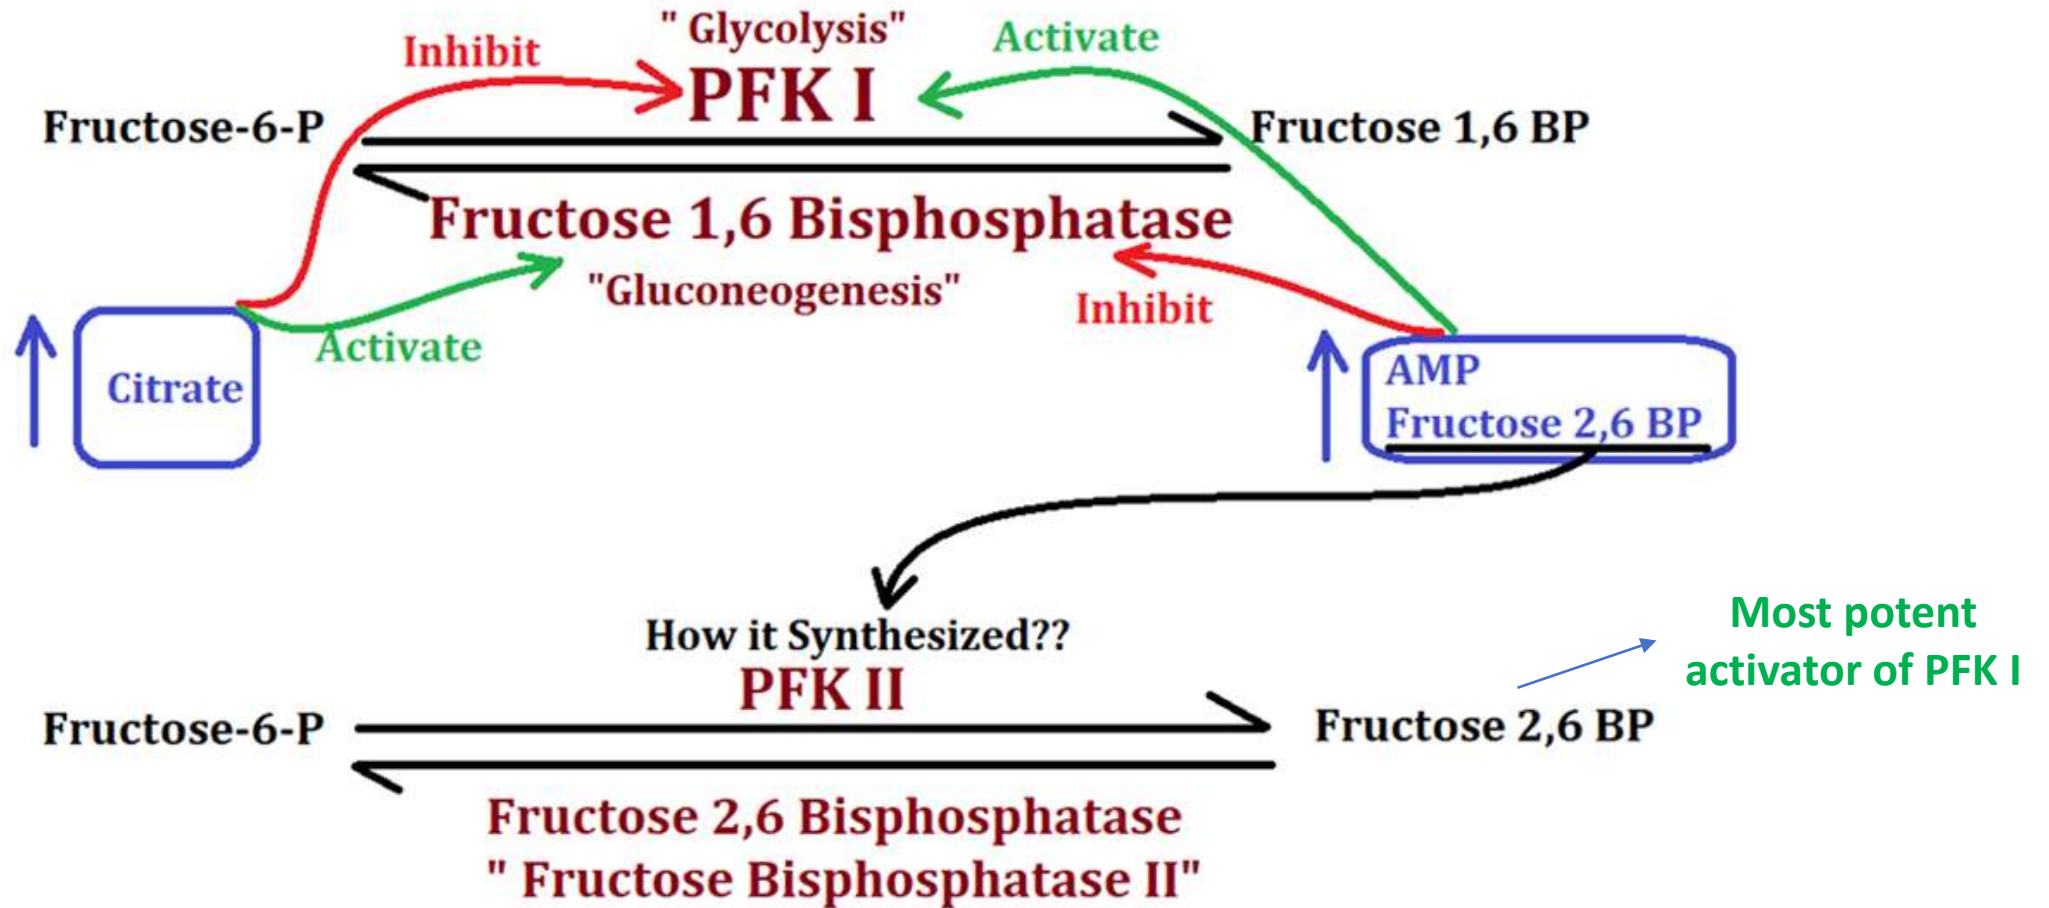 " Glycolysis"
Inhibit
Activate
PFK I
Fructose-6-P
Fructose 1,6 BP
Fructose 1,6 Bisphosphatase
"Gluconeogenesis"
Inhibit
Activate
Citrate
AMP
Fructose 2,6 BP
How it Synthesized??
PFK II
Most potent
activator of PFK I
Fructose-6-P
Fructose 2,6 BP
Fructose 2,6 Bisphosphatase
" Fructose Bisphosphatase II"